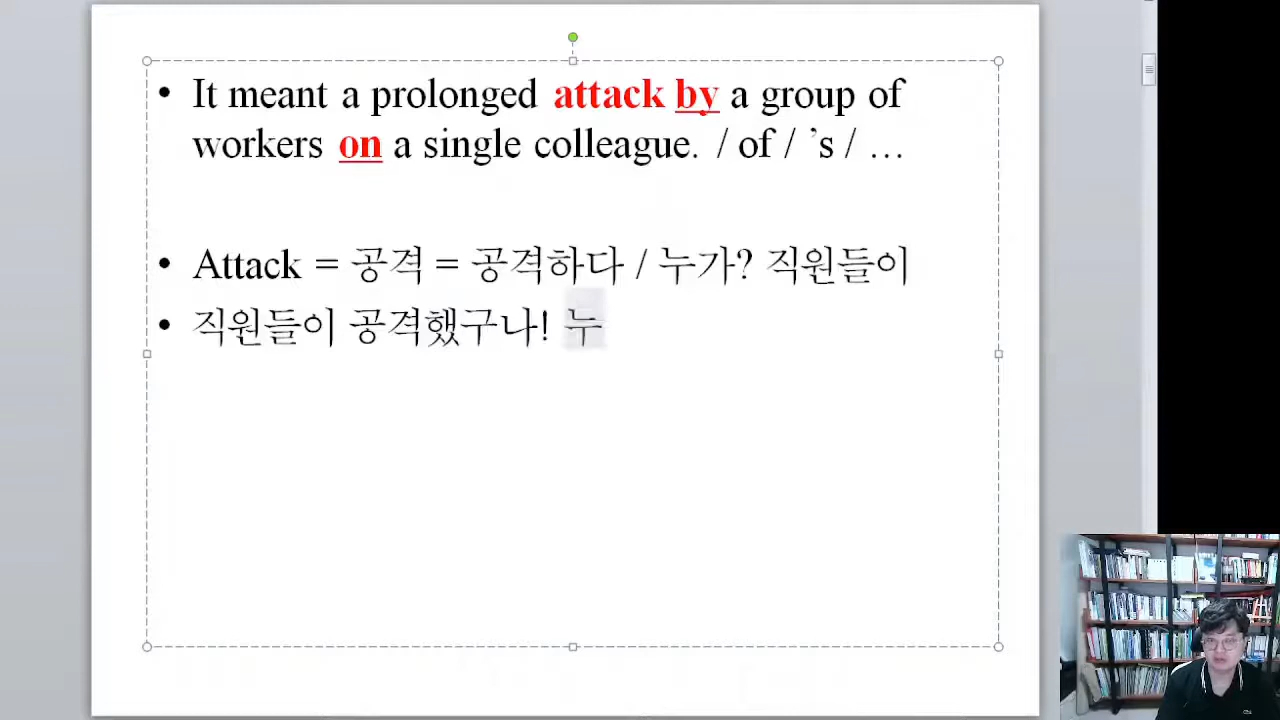 • It meant a prolonged attack by a group of
workers on a single colleague. / of / ’s / …
• Attack = 공격 = 공격하다 / 누가? 직원들이
• 직원들이 공격했구나! 누